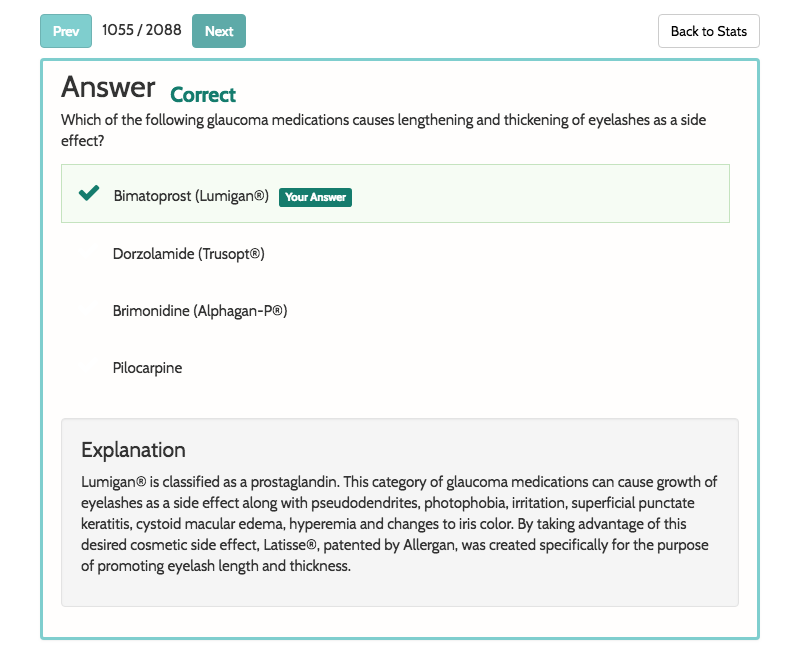 Prev 1055 / 2088 Next Back to Stats
Answer Correct
Which of the following glaucoma medications causes lengthening and thickening of eyelashes as a side
effect?
Bimatoprost (Lumigan®) Your Answer
Dorzolamide (Trusopt®)
Brimonidine (Alphagan-P®)
Pilocarpine
Explanation
Lumigan® is classified as a prostaglandin. This category of glaucoma medications can cause growth of
eyelashes as a side effect along with pseudodendrites, photophobia, irritation, superficial punctate
keratitis, cystoid macular edema, hyperemia and changes to iris color. By taking advantage of this
desired cosmetic side effect, Latisse®, patented by Allergan, was created specifically for the purpose
of promoting eyelash length and thickness.